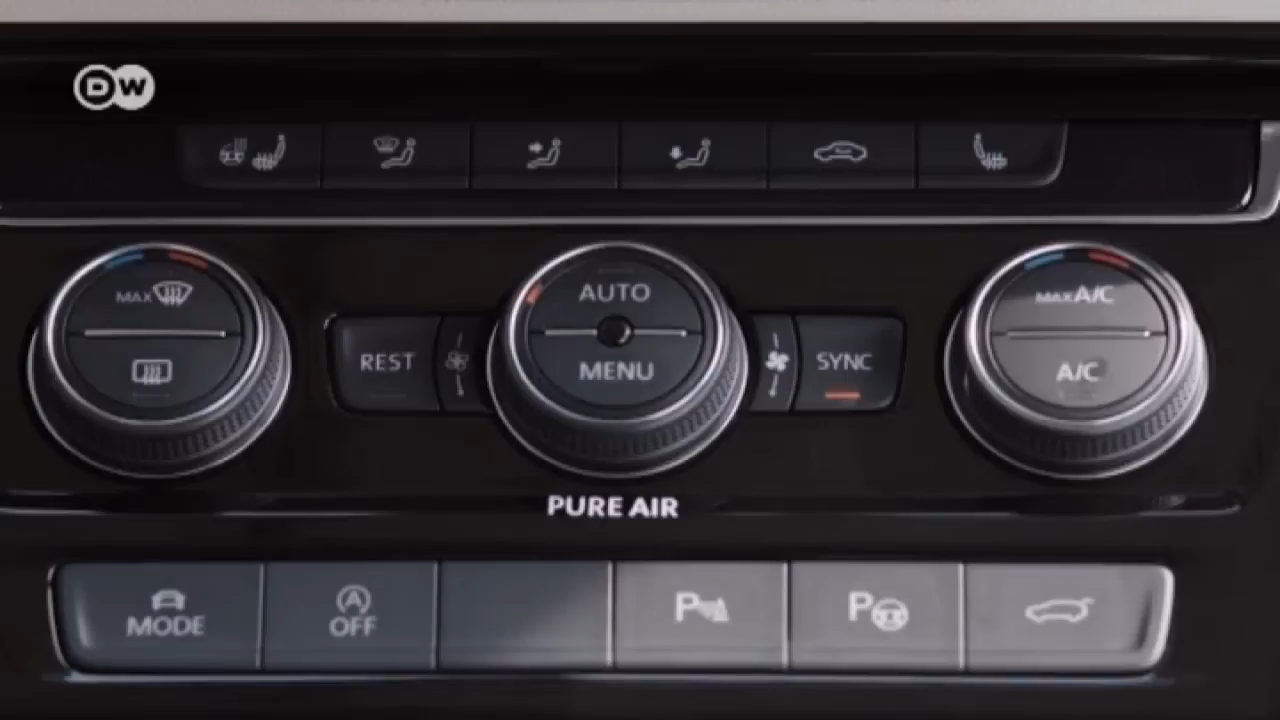 DW
MAX
AUTO
MAX A/C
REST
MENU
SYNC
A/C
PURE AIR
MODE
A
OFF
P
P